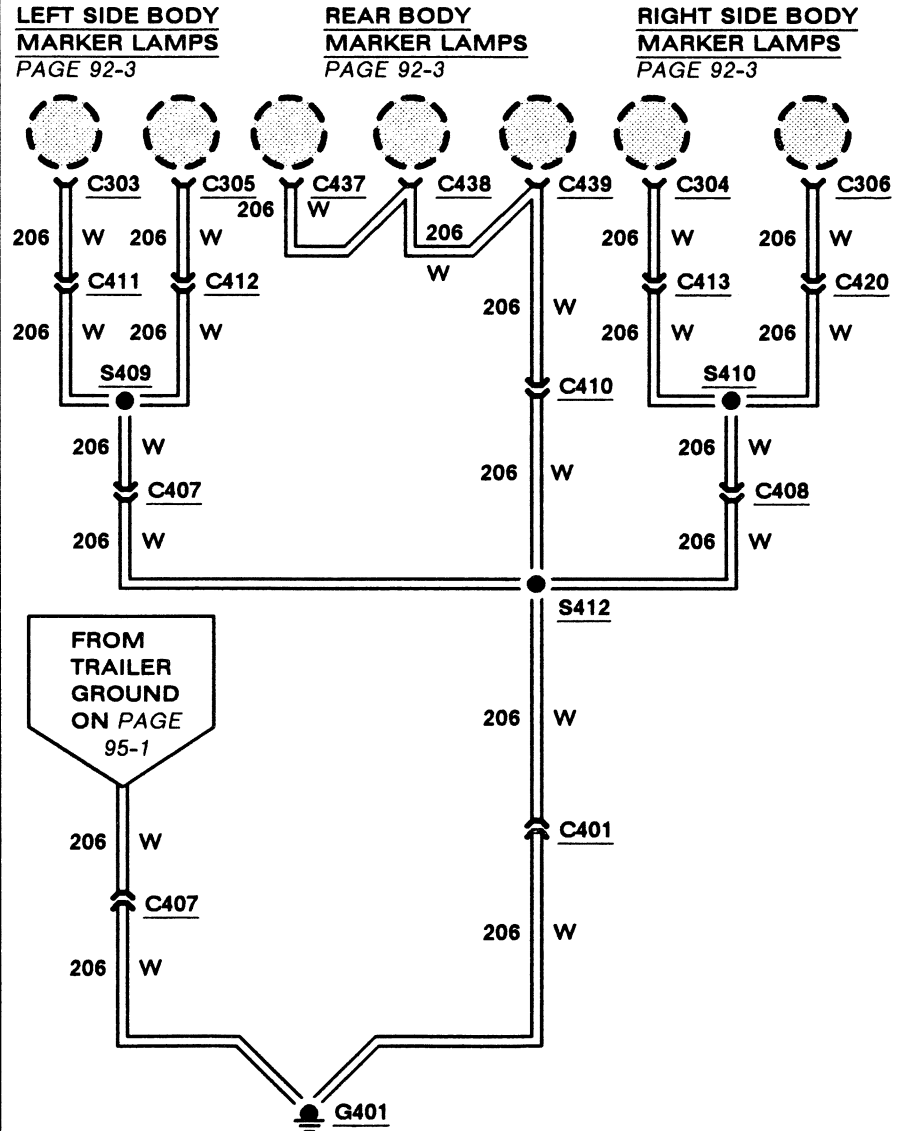 LEFT SIDE BODY
MARKER LAMPS
PAGE 92-3
REAR BODY
MARKER LAMPS
PAGE 92-3
RIGHT SIDE BODY
MARKER LAMPS
PAGE 92-3
C303
C305
C437
C438
C439
C304
C306
206 W
206 W
206 W
206
W
206 W
206 W
C411
C412
206 W
C413
C420
206 W
206 W
206 W
206 W
S409
C410
S410
206 W
206 W
206 W
C407
C408
206 W
206 W
S412
FROM
TRAILER
GROUND
ON PAGE
95-1
206 W
206 W
C401
C407
206 W
206 W
G401